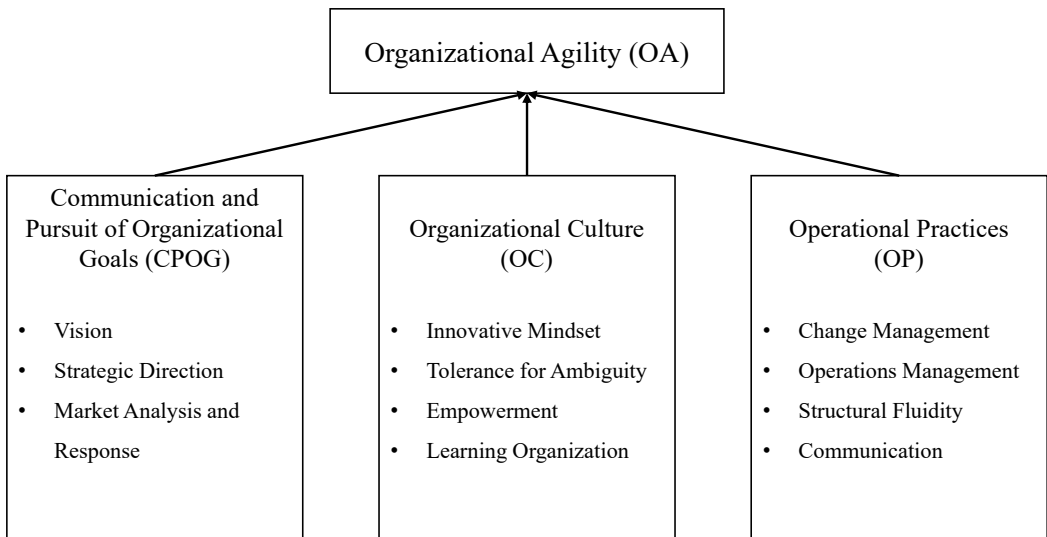 Organizational Agility (OA)
Communication and
Pursuit of Organizational
Goals (CPOG)
• Vision
• Strategic Direction
• Market Analysis and
Response
Organizational Culture
(OC)
• Innovative Mindset
• Tolerance for Ambiguity
• Empowerment
• Learning Organization
Operational Practices
(OP)
• Change Management
• Operations Management
• Structural Fluidity
• Communication